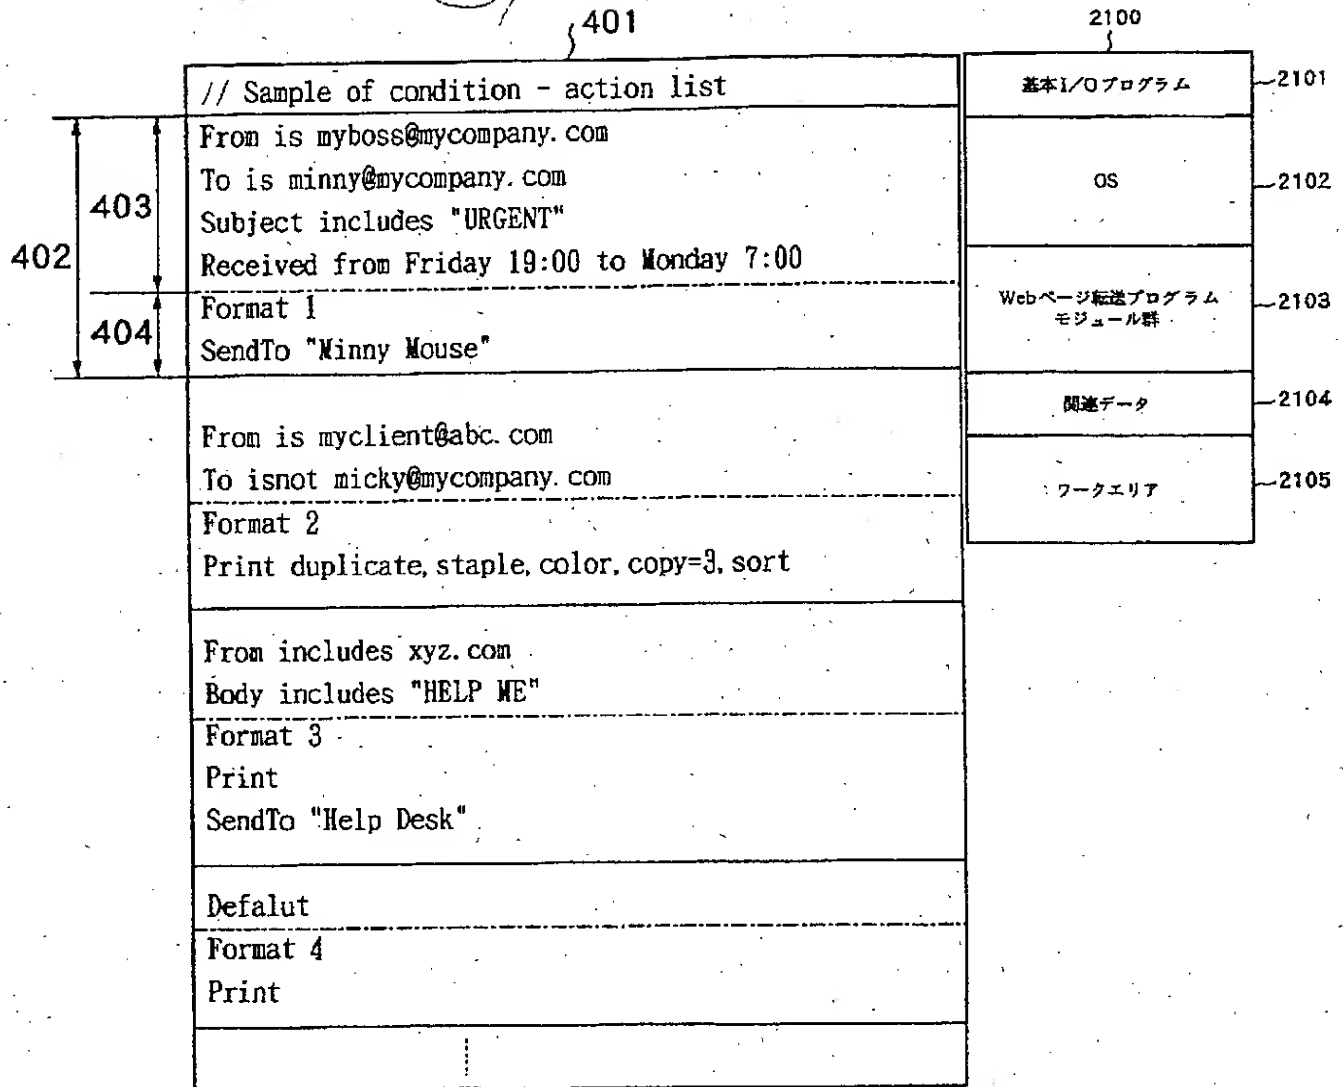 401
// Sample of condition - action list
402
403
From is myboss@mycompany.com
To is minny@mycompany.com
Subject includes "URGENT"
Received from Friday 19:00 to Monday 7:00
404
Format 1
SendTo "Minny Mouse"
From is myclient@abc.com
To isnot micky@mycompany.com
Format 2
Print duplicate, staple, color, copy=3, sort
From includes xyz.com
Body includes "HELP ME"
Format 3
Print
SendTo "Help Desk"
Defalut
Format 4
Print
2100
基本I/Oプログラム
2101
OS
2102
Webページ転送プログラム
モジュール群
2103
関連データ
2104
ワークエリア
2105